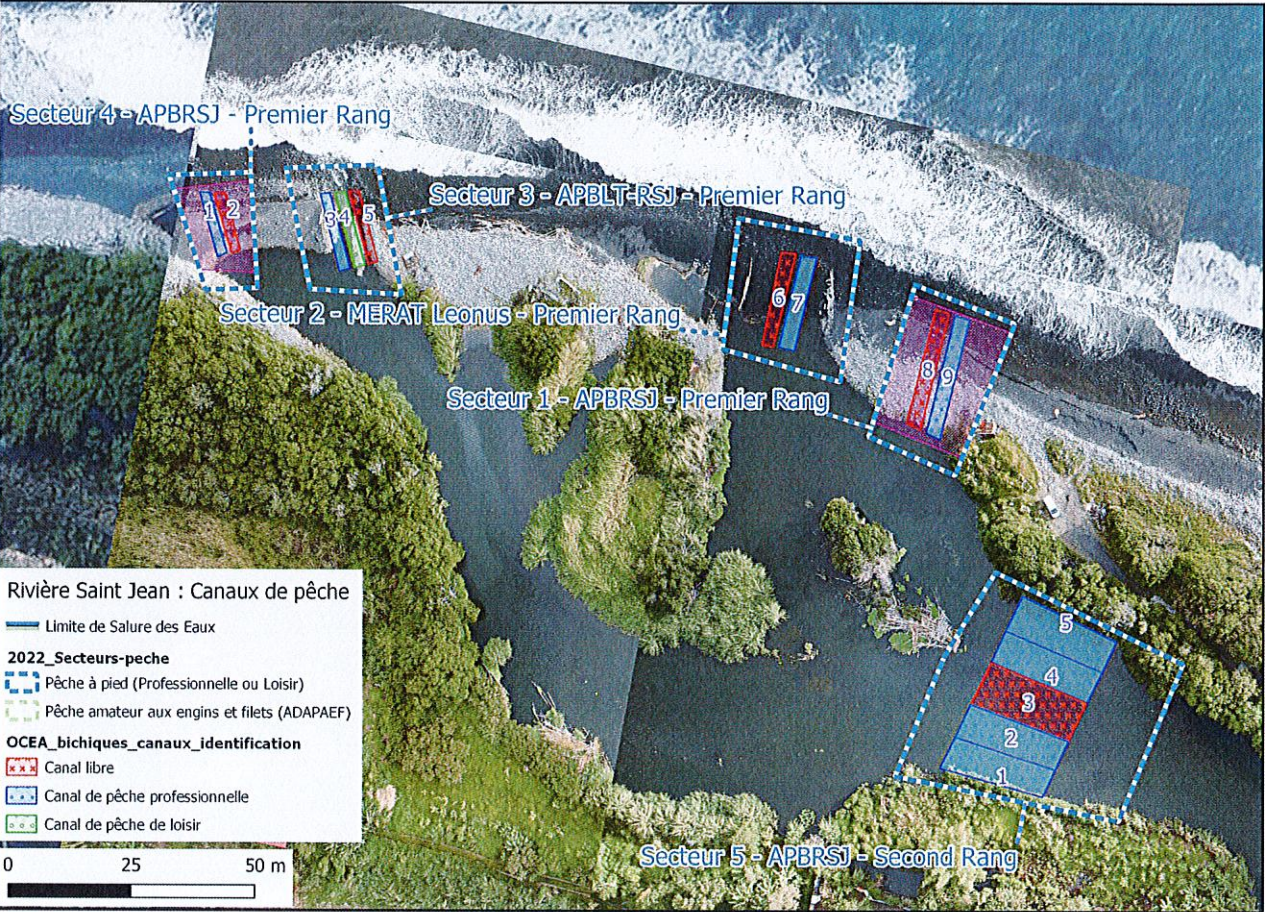 Secteur 4 - APBRSJ - Premier Rang
Secteur 3 - APBLT-RSJ - Premier Rang
1
2
3
4
5
Secteur 2 - MERAT Leonus - Premier Rang
6
7
Secteur 1 - APBRSJ - Premier Rang
8
9
5
4
3
2
1
Secteur 5 - APBRSJ - Second Rang
Rivière Saint Jean : Canaux de pêche
Limite de Salure des Eaux
2022_Secteurs-peche
Pêche à pied (Professionnelle ou Loisir)
Pêche amateur aux engins et filets (ADAPAEF)
OCEA_bichiques_canaux_identification
Canal libre
Canal de pêche professionnelle
Canal de pêche de loisir
0 25 50 m